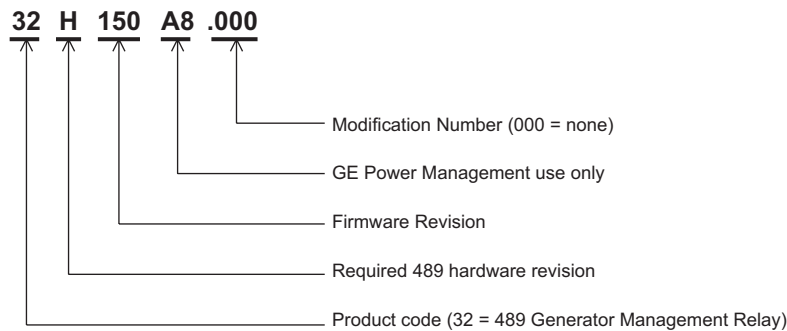 32 H 150 A8 .000
Modification Number (000 = none)
GE Power Management use only
Firmware Revision
Required 489 hardware revision
Product code (32 = 489 Generator Management Relay)